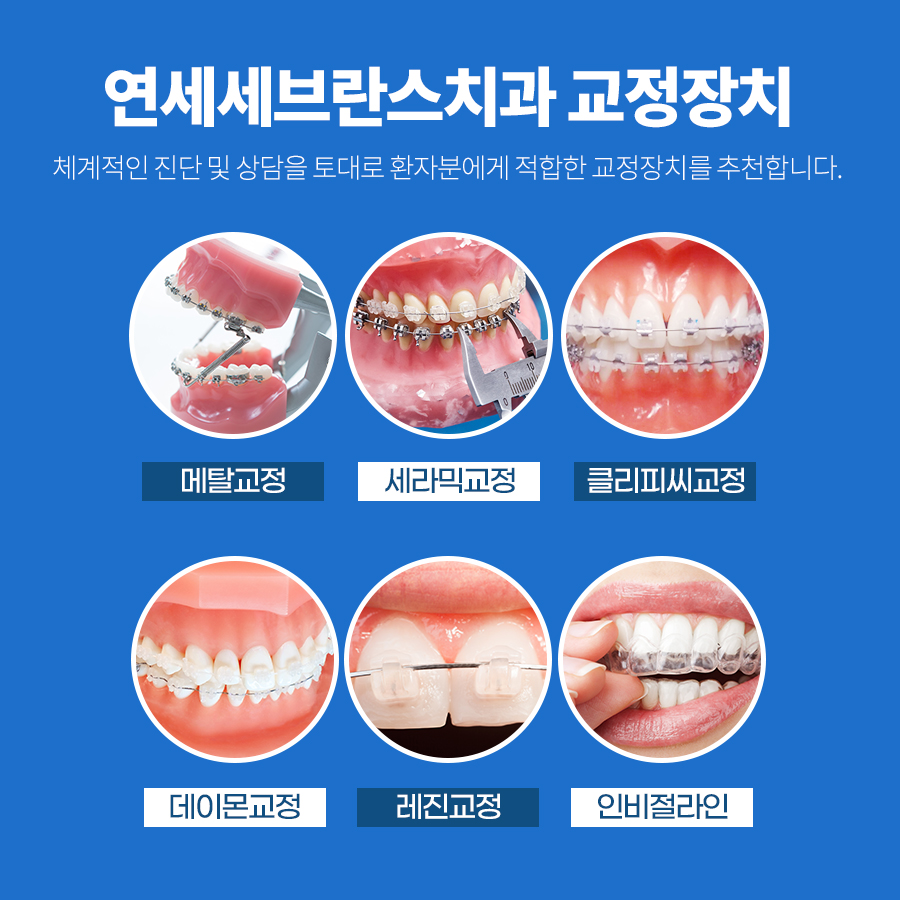 연세세브란스치과 교정장치
체계적인 진단 및 상담을 토대로 환자분에게 적합한 교정장치를 추천합니다.
메탈교정
세라믹교정
클리피씨교정
데이몬교정
레진교정
인비절라인